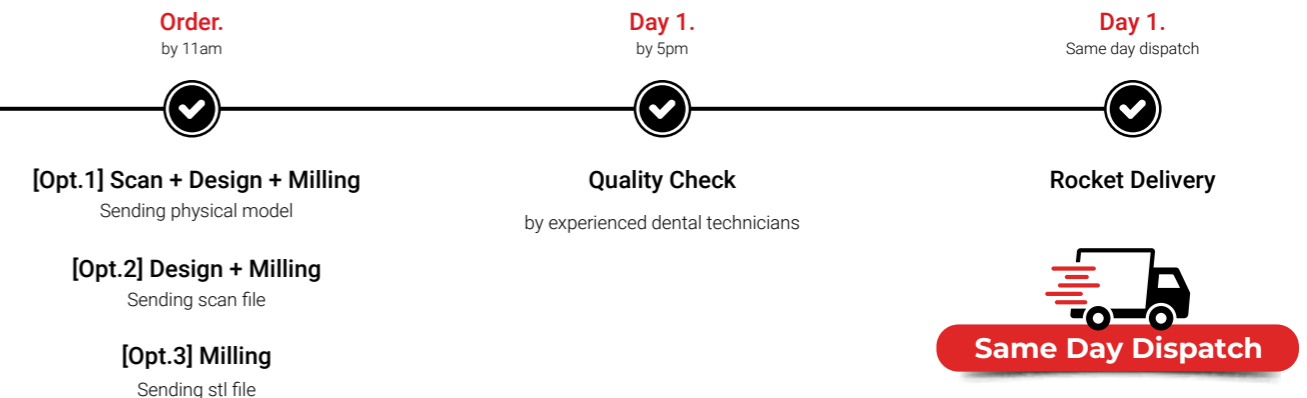 Order.
by 11am
[Opt.1] Scan + Design + Milling
Sending physical model
[Opt.2] Design + Milling
Sending scan file
[Opt.3] Milling
Sending stl file
Day 1.
by 5pm
Quality Check
by experienced dental technicians
Day 1.
Same day dispatch
Rocket Delivery
Same Day Dispatch